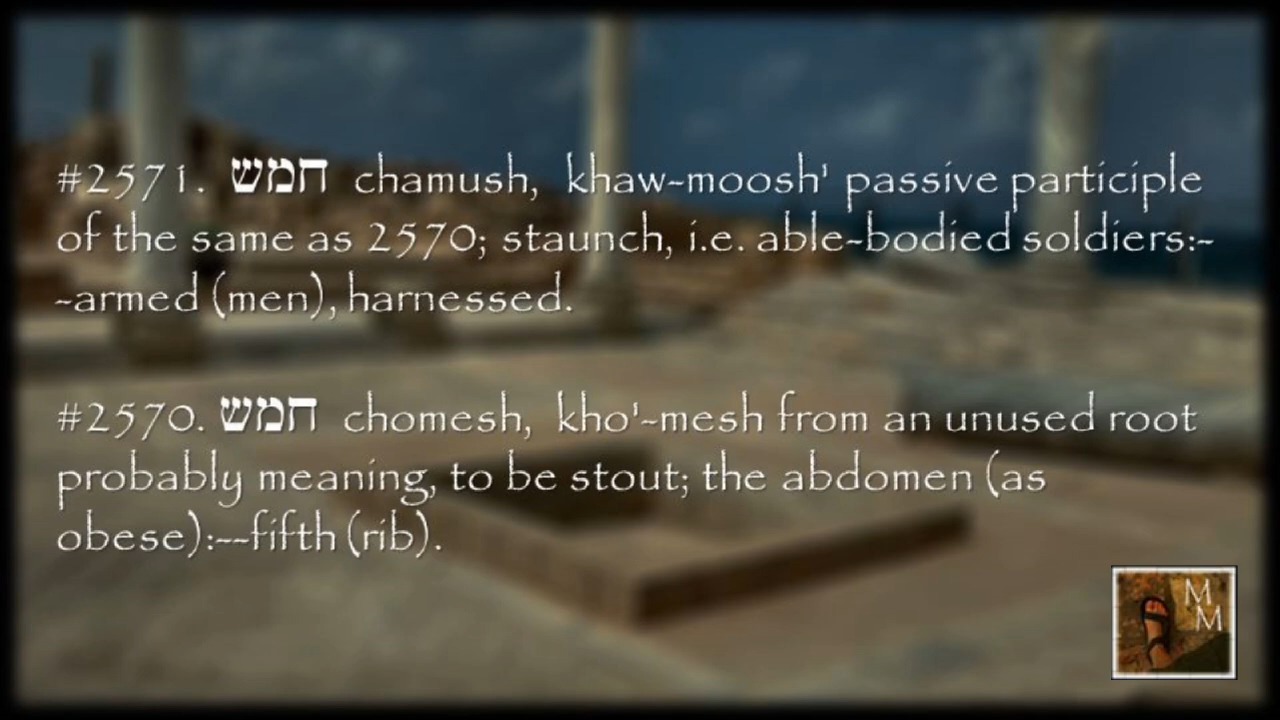 #2571. חמש chamush, khaw-moosh' passive participle
of the same as 2570; staunch, i.e. able-bodied soldiers:-
-armed (men), harnessed.
#2570. חמש chomesh, kho'-mesh from an unused root
probably meaning, to be stout; the abdomen (as
obese):--fifth (rib).
M
M